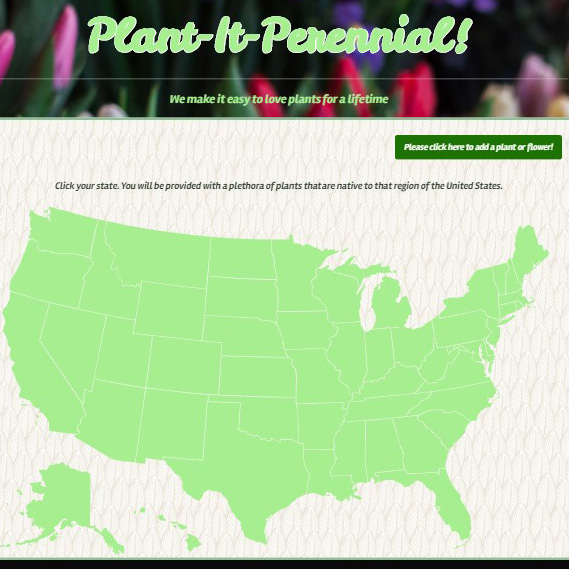 Plant-It-Perennial!
We make it easy to love plants for a lifetime
Please click here to add a plant or flower!
Click your state. You will be provided with a plethora of plants that are native to that region of the United States.